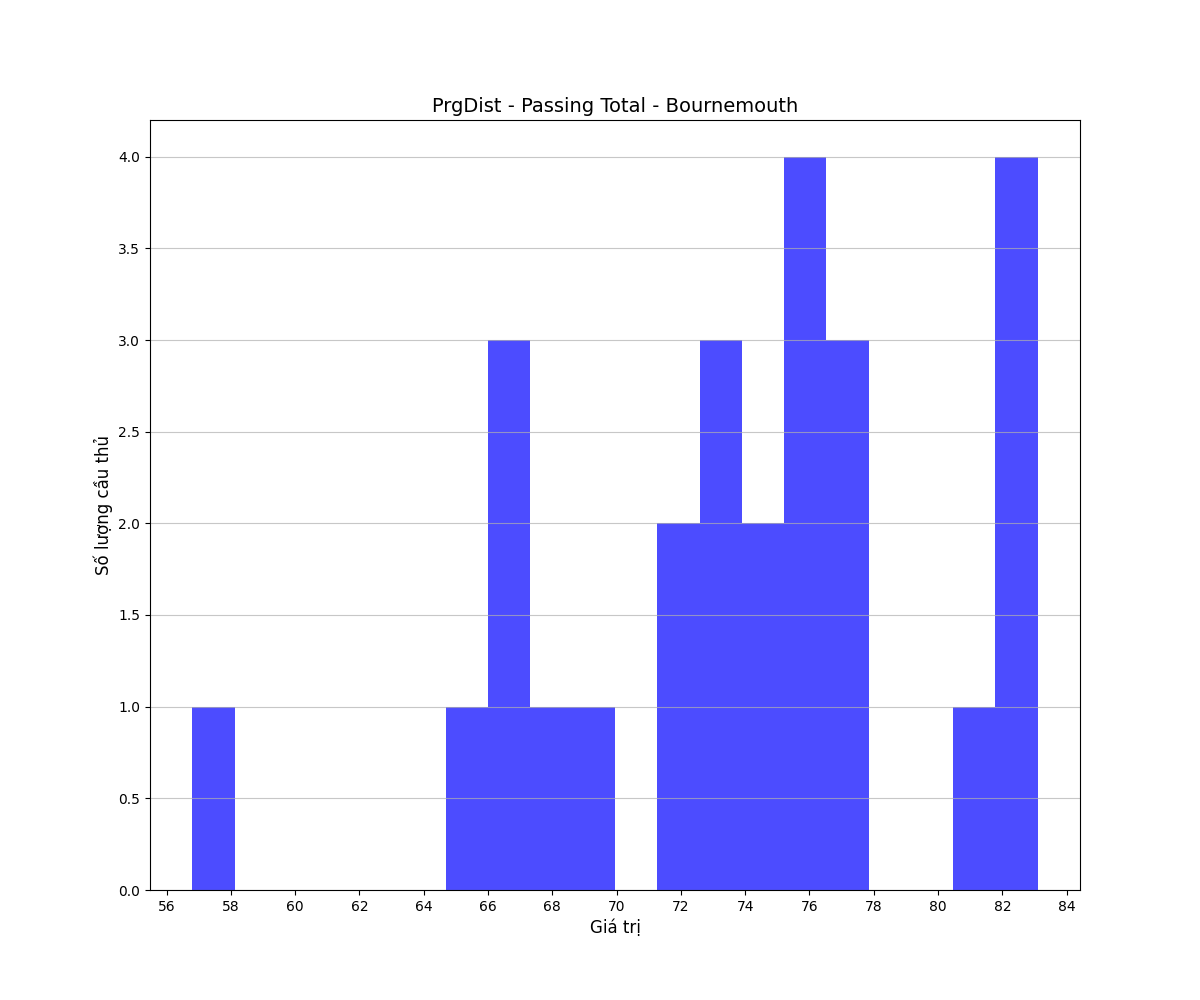 PrgDist - Passing Total - Bournemouth
4.0
3.5
3.0
2.5
2.0
1.5
1.0
0.5
0.0
Số lượng cầu thủ
56 58 60 62 64 66 68 70 72 74 76 78 80 82 84
Giá trị